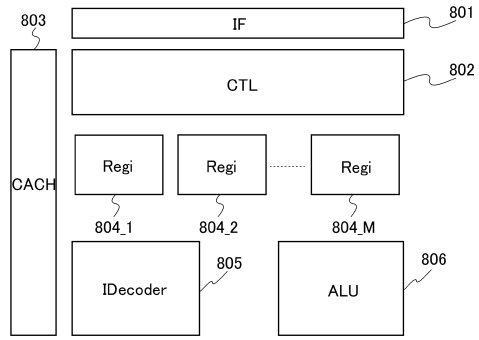 803
801
IF
802
CTL
CACH
Regi
Regi
Regi
804_1
804_2
804_M
805
806
IDecoder
ALU